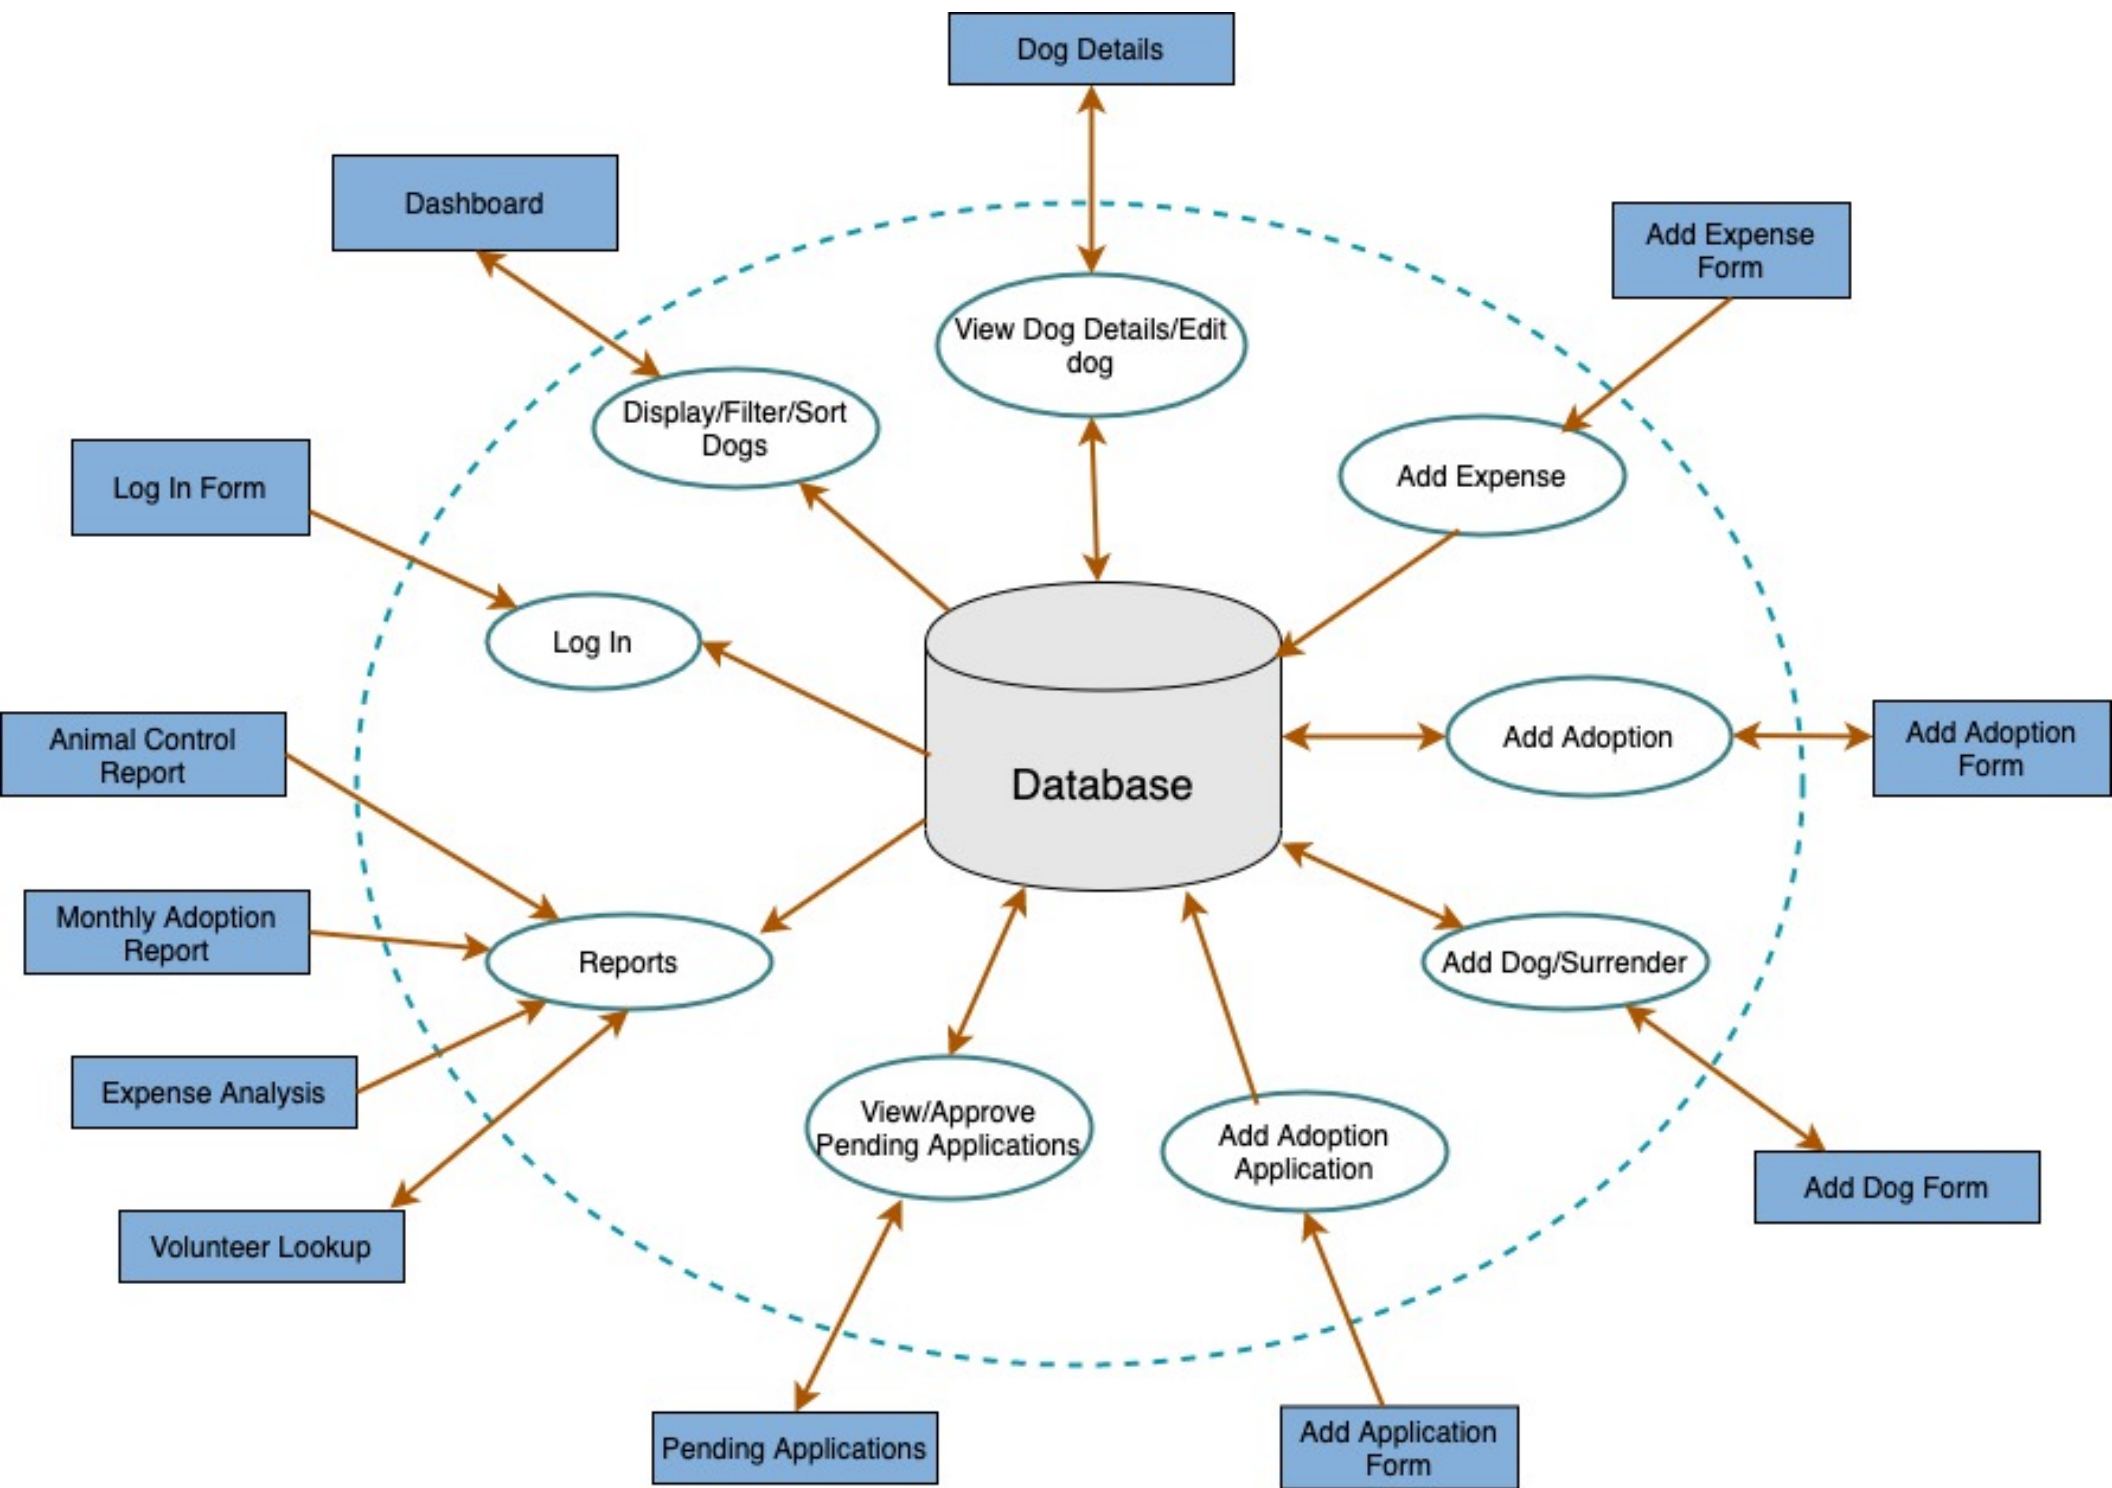 Dog Details
Dashboard
Add Expense
Form
View Dog Details/Edit
dog
Display/Filter/Sort
Dogs
Add Expense
Log In Form
Log In
Animal Control
Report
Database
Add Adoption
Add Adoption
Form
Monthly Adoption
Report
Reports
Add Dog/Surrender
Expense Analysis
View/Approve
Pending Applications
Add Adoption
Application
Add Dog Form
Volunteer Lookup
Pending Applications
Add Application
Form